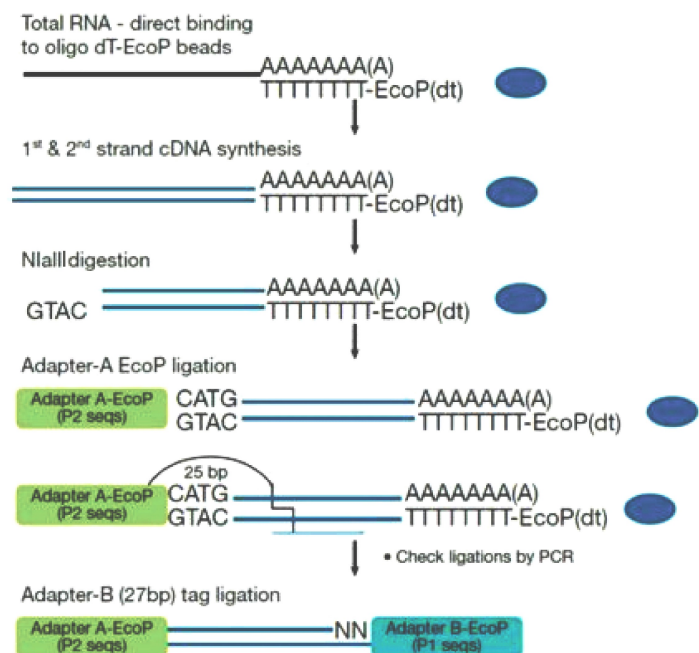 Total RNA - direct binding
to oligo dT-EcoP beads
AAAAAAA(A)
TTTTTTTT-EcoP(dt)
1st & 2nd strand cDNA synthesis
AAAAAAA(A)
TTTTTTTT-EcoP(dt)
NlaIIIdigestion
AAAAAAA(A)
GTAC
TTTTTTTT-EcoP(dt)
Adapter-A EcoP ligation
Adapter A-EcoP
(P2 seqs)
CATG
GTAC
AAAAAAA(A)
TTTTTTTT-EcoP(dt)
25 bp
Adapter A-EcoP
(P2 seqs)
CATG
GTAC
AAAAAAA(A)
TTTTTTTT-EcoP(dt)
• Check ligations by PCR
Adapter-B (27bp) tag ligation
Adapter A-EcoP
(P2 seqs)
NN
Adapter B-EcoP
(P1 seqs)